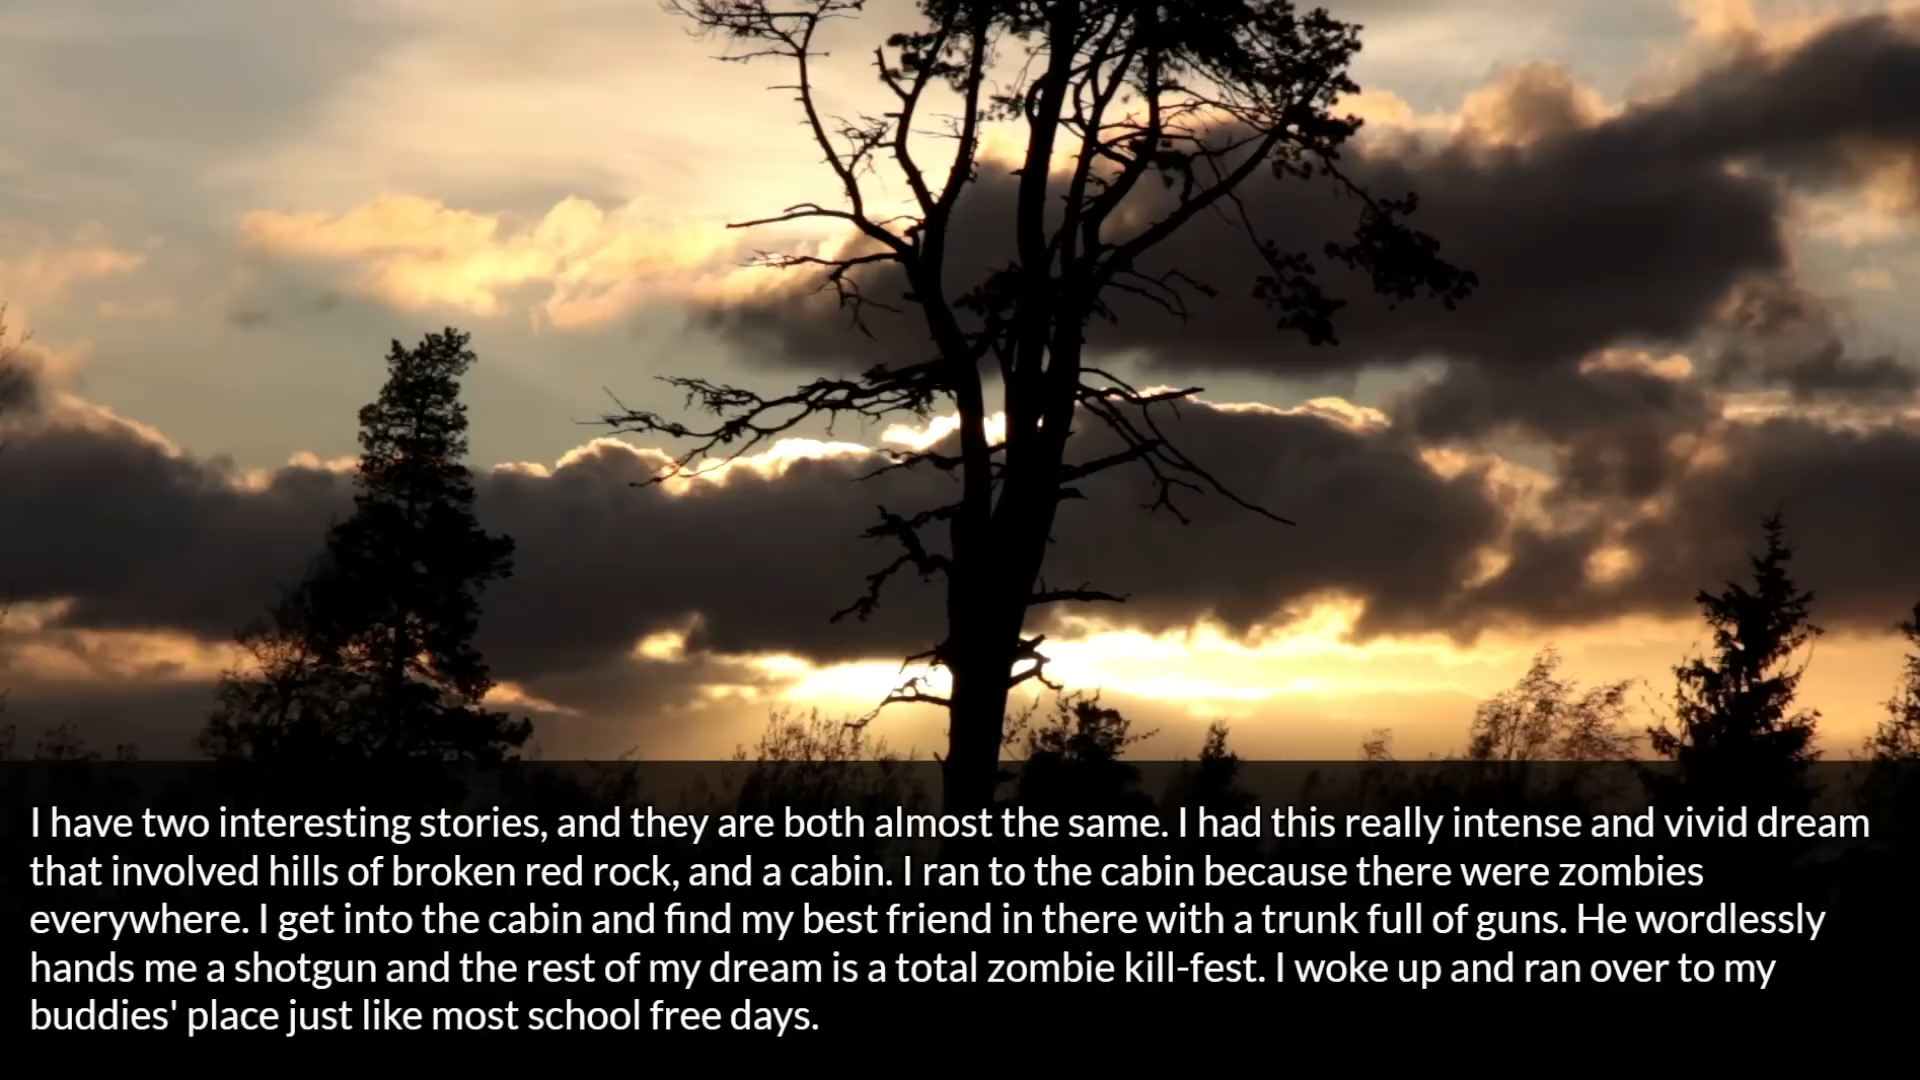 I have two interesting stories, and they are both almost the same. I had this really intense and vivid dream
that involved hills of broken red rock, and a cabin. I ran to the cabin because there were zombies
everywhere. I get into the cabin and find my best friend in there with a trunk full of guns. He wordlessly
hands me a shotgun and the rest of my dream is a total zombie kill-fest. I woke up and ran over to my
buddies' place just like most school free days.